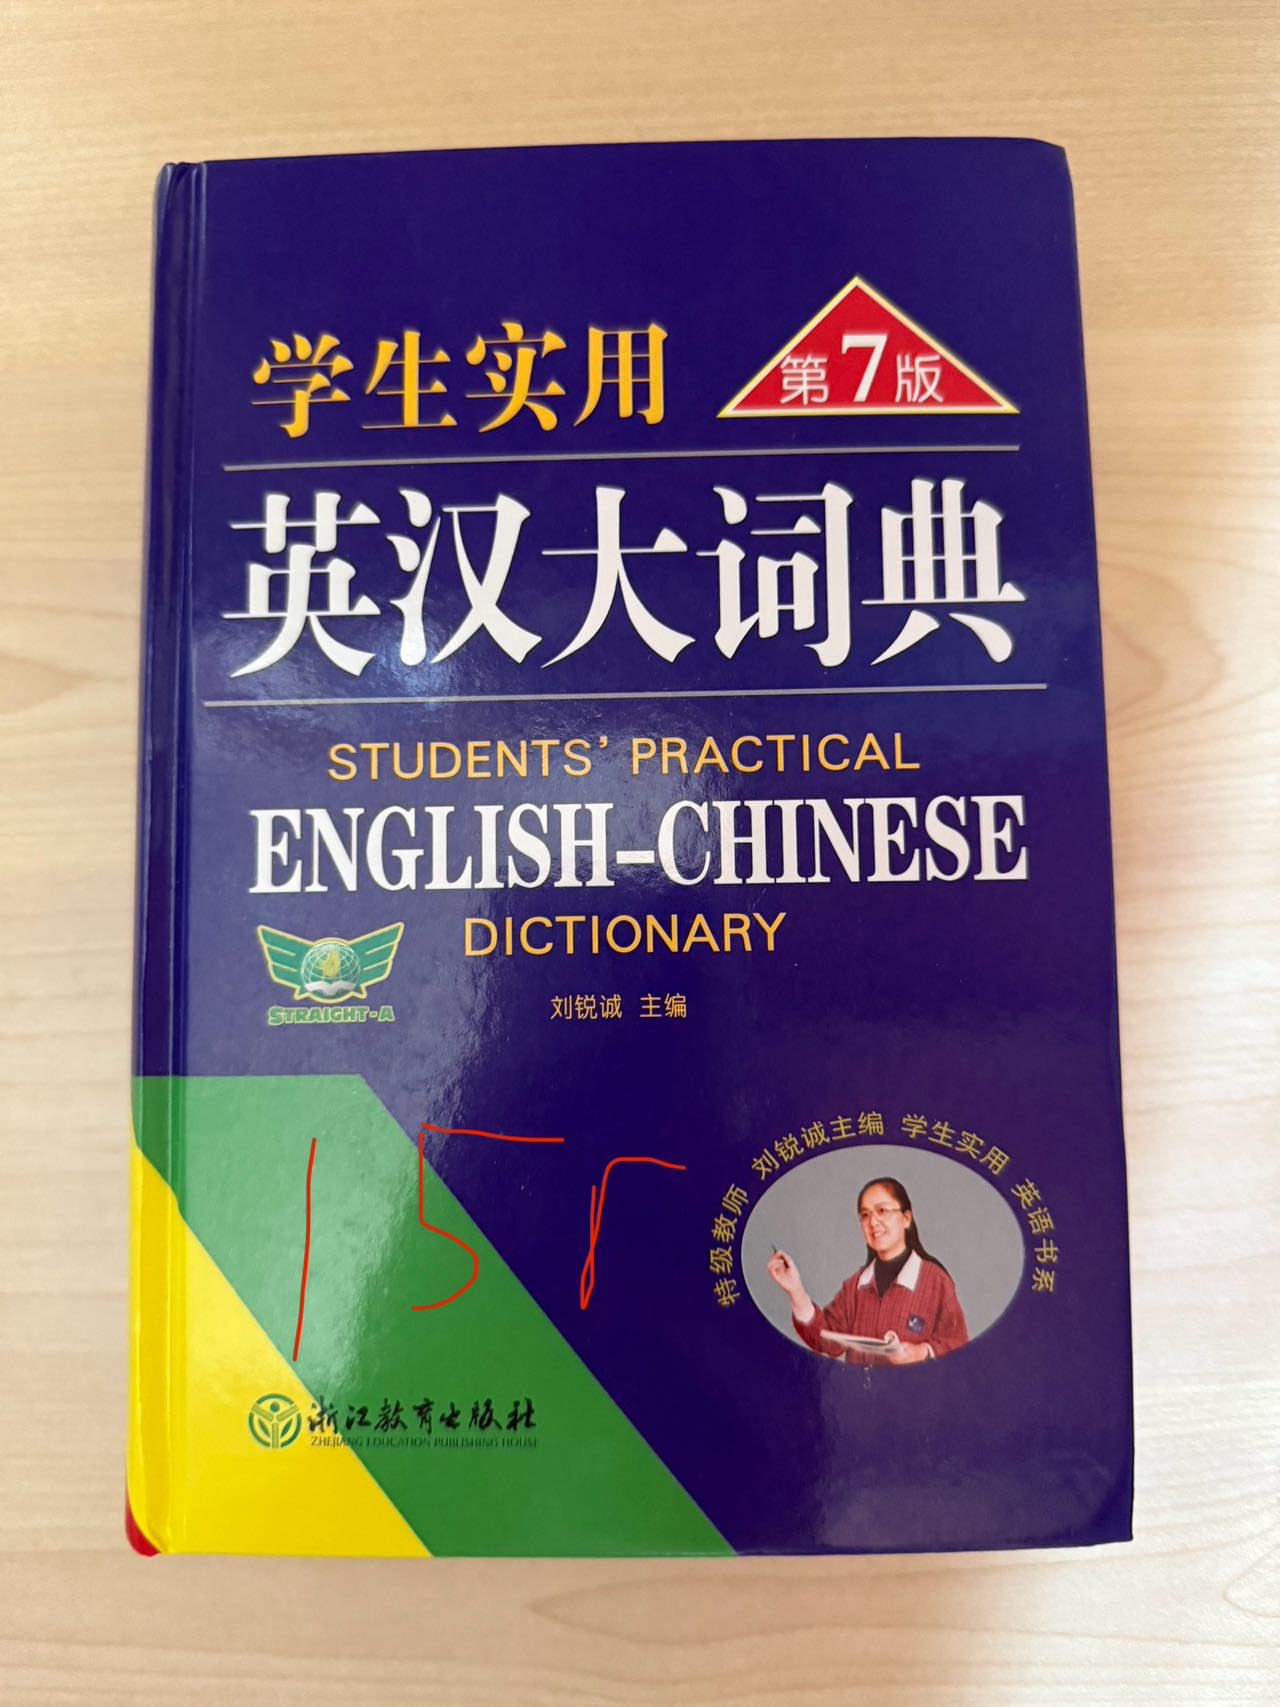 学生实用
第7版
英汉大词典
STUDENTS' PRACTICAL
ENGLISH-CHINESE
DICTIONARY
STRAIGHT-A
刘锐诚 主编
特级教师 刘锐诚主编 学生实用 英语书系
15
浙江教育出版社
ZHEJIANG EDUCATION PUBLISHING HOUSE